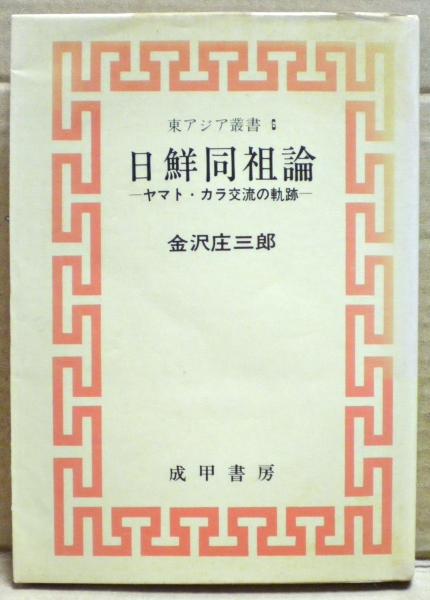 東アジア叢書 6
日鮮同祖論
―ヤマト・カラ交流の軌跡―
金沢庄三郎
成甲書房